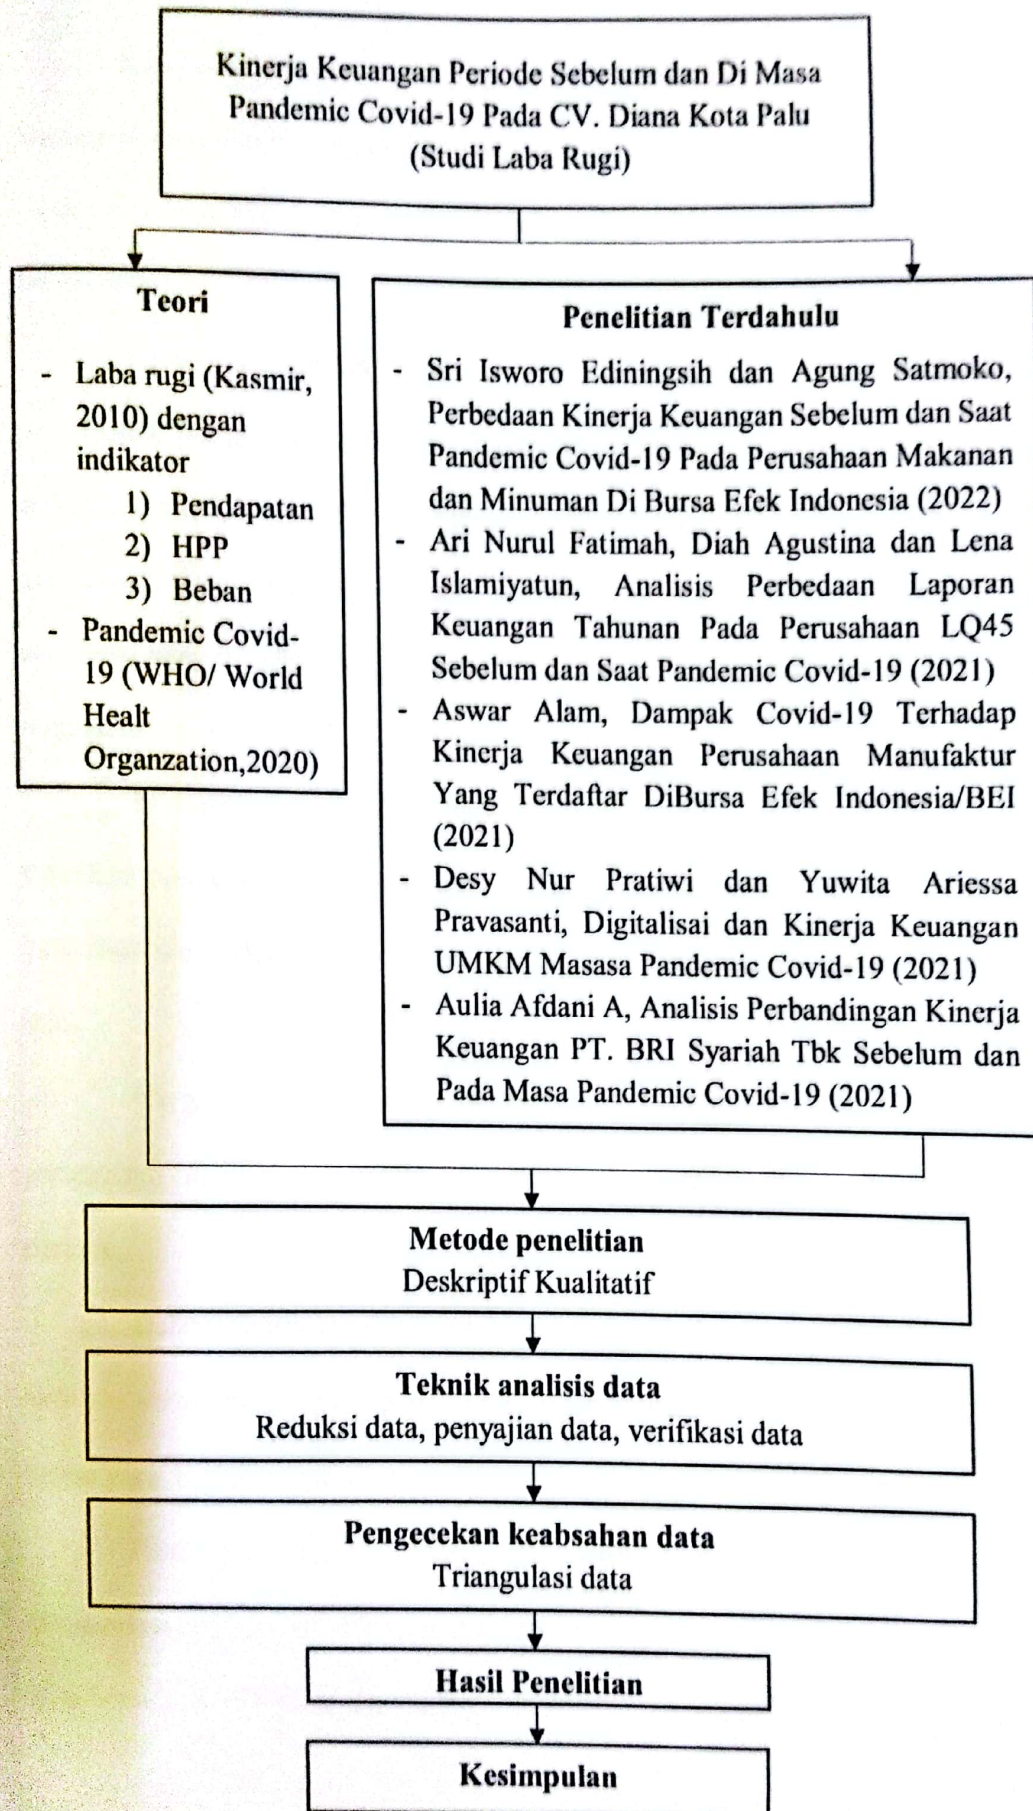 Kinerja Keuangan Periode Sebelum dan Di Masa
Pandemic Covid-19 Pada CV. Diana Kota Palu
(Studi Laba Rugi)
Teori
- Laba rugi (Kasmir,
2010) dengan
indikator
1) Pendapatan
2) HPP
3) Beban
- Pandemic Covid-
19 (WHO/ World
Healt
Organzation,2020)
Penelitian Terdahulu
- Sri Isworo Ediningsih dan Agung Satmoko,
Perbedaan Kinerja Keuangan Sebelum dan Saat
Pandemic Covid-19 Pada Perusahaan Makanan
dan Minuman Di Bursa Efek Indonesia (2022)
- Ari Nurul Fatimah, Diah Agustina dan Lena
Islamiyatun, Analisis Perbedaan Laporan
Keuangan Tahunan Pada Perusahaan LQ45
Sebelum dan Saat Pandemic Covid-19 (2021)
- Aswar Alam, Dampak Covid-19 Terhadap
Kinerja Keuangan Perusahaan Manufaktur
Yang Terdaftar DiBursa Efek Indonesia/BEI
(2021)
- Desy Nur Pratiwi dan Yuwita Ariessa
Pravasanti, Digitalisai dan Kinerja Keuangan
UMKM Masasa Pandemic Covid-19 (2021)
- Aulia Afdani A, Analisis Perbandingan Kinerja
Keuangan PT. BRI Syariah Tbk Sebelum dan
Pada Masa Pandemic Covid-19 (2021)
Metode penelitian
Deskriptif Kualitatif
Teknik analisis data
Reduksi data, penyajian data, verifikasi data
Pengecekan keabsahan data
Triangulasi data
Hasil Penelitian
Kesimpulan